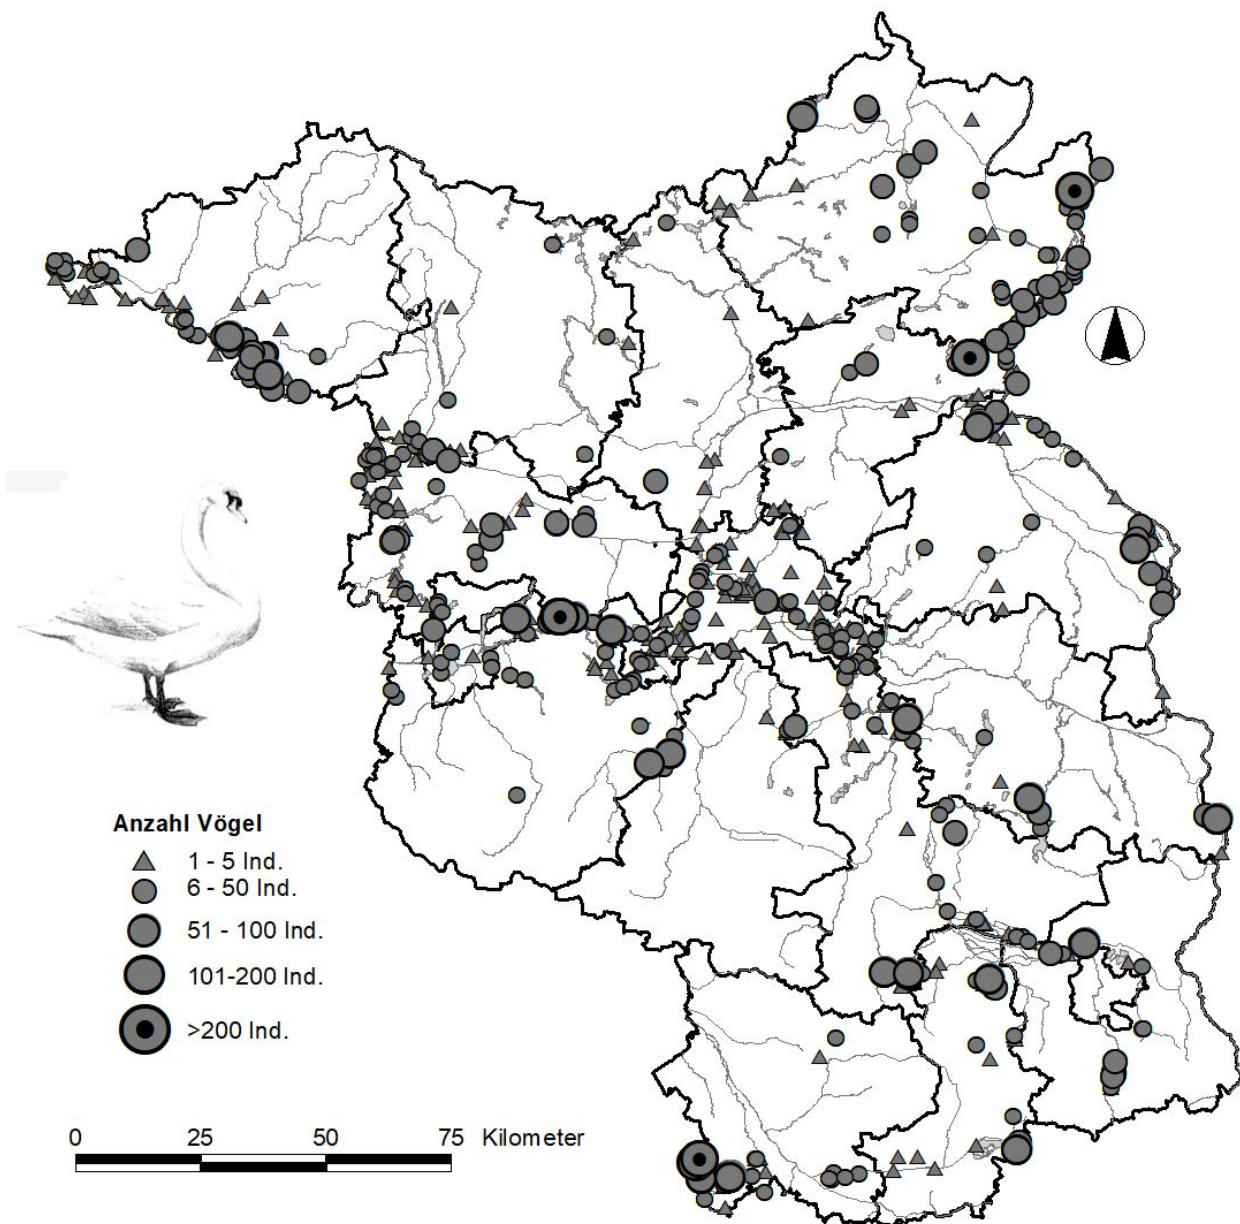 Anzahl Vögel
1 - 5 Ind.
6 - 50 Ind.
51 - 100 Ind.
101-200 Ind.
>200 Ind.
0 25 50 75 Kilometer